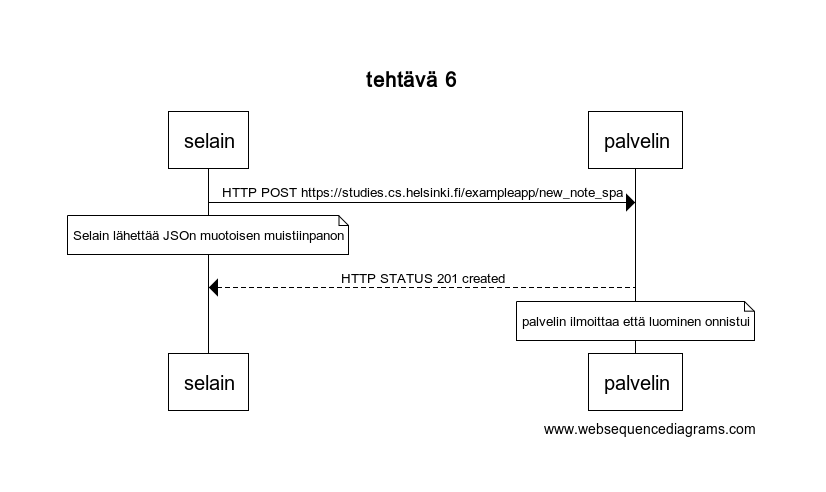 tehtävä 6
selain
palvelin
HTTP POST https://studies.cs.helsinki.fi/exampleapp/new_note_spa
Selain lähettää JSOn muotoisen muistiinpanon
HTTP STATUS 201 created
palvelin ilmoittaa että luominen onnistui
selain
palvelin
www.websequencediagrams.com